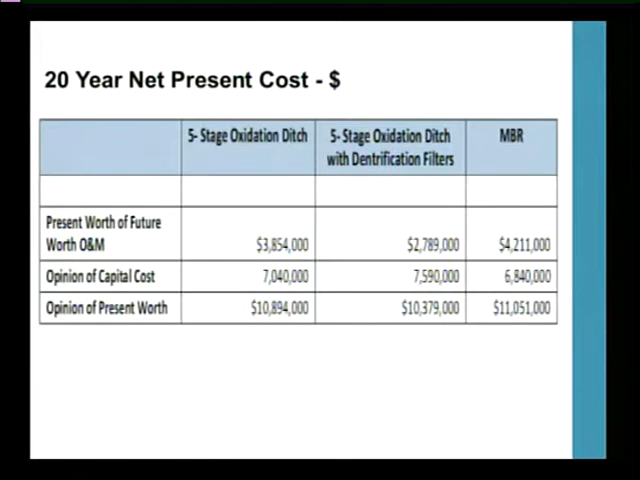 20 Year Net Present Cost - $
5- Stage Oxidation Ditch 5- Stage Oxidation Ditch MBR
with Dentrification Filters
Present Worth of Future
Worth O&M $3,854,000 $2,789,000 $4,211,000
Opinion of Capital Cost 7,040,000 7,590,000 6,840,000
Opinion of Present Worth $10,894,000 $10,379,000 $11,051,000